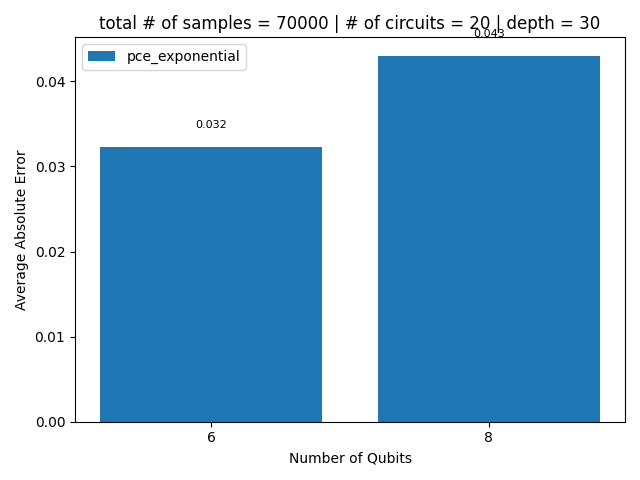 total # of samples = 70000 | # of circuits = 20 | depth = 30
0.043
pce_exponential
0.032
0.04
0.03
0.02
0.01
0.00
Average Absolute Error
6
8
Number of Qubits